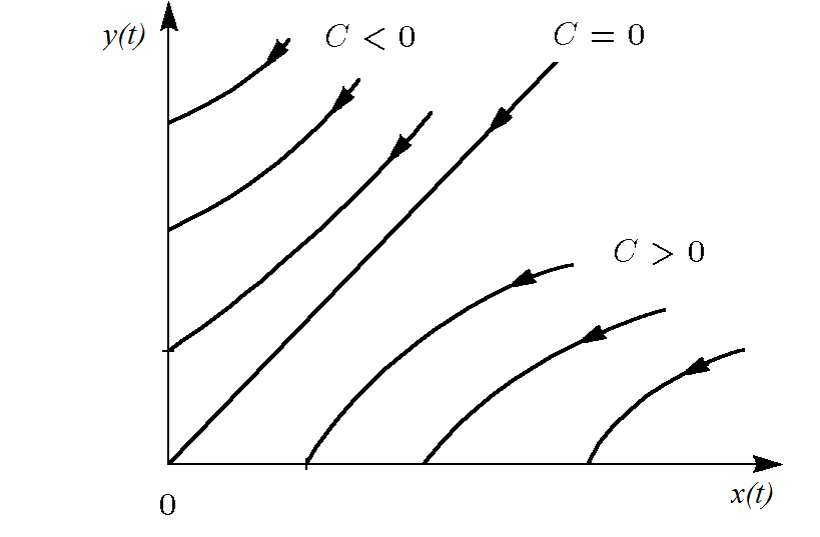 y(t)
C < 0
C = 0
C > 0
x(t)
0